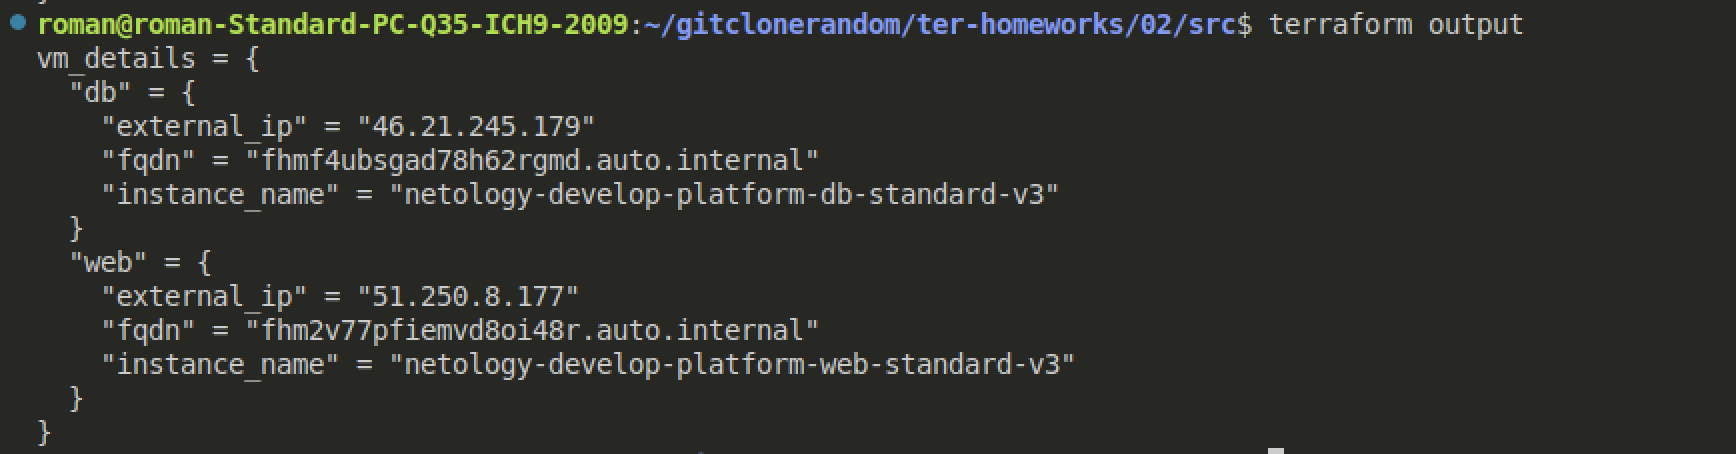 roman@roman-Standard-PC-Q35-ICH9-2009:~/gitclonerandom/ter-homeworks/02/src$ terraform output
vm_details = {
  "db" = {
    "external_ip" = "46.21.245.179"
    "fqdn" = "fhmf4ubsgad78h62rgmd.auto.internal"
    "instance_name" = "netology-develop-platform-db-standard-v3"
  }
  "web" = {
    "external_ip" = "51.250.8.177"
    "fqdn" = "fhm2v77pfiemvd8oi48r.auto.internal"
    "instance_name" = "netology-develop-platform-web-standard-v3"
  }
}